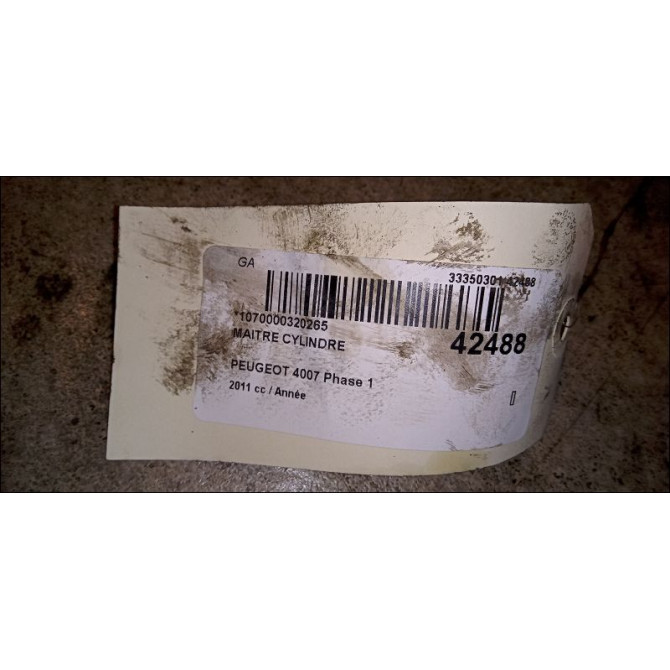 GA
33350301 42488
*1070000320265
MAITRE CYLINDRE
42488
PEUGEOT 4007 Phase 1
2011 cc / Année